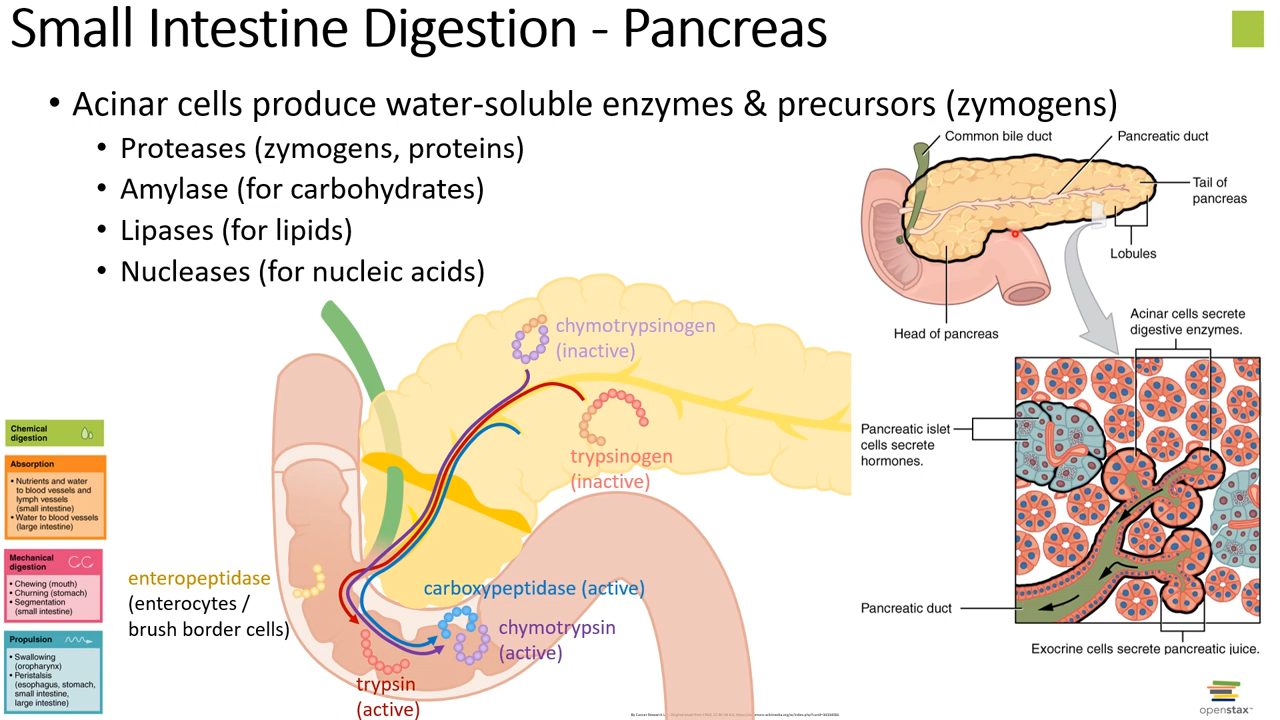 Small Intestine Digestion - Pancreas
• Acinar cells produce water-soluble enzymes & precursors (zymogens)
• Proteases (zymogens, proteins)
• Amylase (for carbohydrates)
• Lipases (for lipids)
• Nucleases (for nucleic acids)
Common bile duct
Pancreatic duct
Tail of
pancreas
Lobules
Head of pancreas
Acinar cells secrete
digestive enzymes.
Pancreatic islet
cells secrete
hormones.
Pancreatic duct
Exocrine cells secrete pancreatic juice.
chymotrypsinogen
(inactive)
trypsinogen
(inactive)
enteropeptidase
(enterocytes /
brush border cells)
carboxypeptidase (active)
chymotrypsin
(active)
trypsin
(active)
Chemical
digestion
Absorption
• Nutrients and water
to blood vessels and
lymph vessels
(small intestine)
• Water to blood vessels
(large intestine)
Mechanical
digestion
• Chewing (mouth)
• Churning (stomach)
• Segmentation
(small intestine)
Propulsion
• Swallowing
(oropharynx)
• Peristalsis
(esophagus, stomach,
small intestine,
large intestine)
openstax™